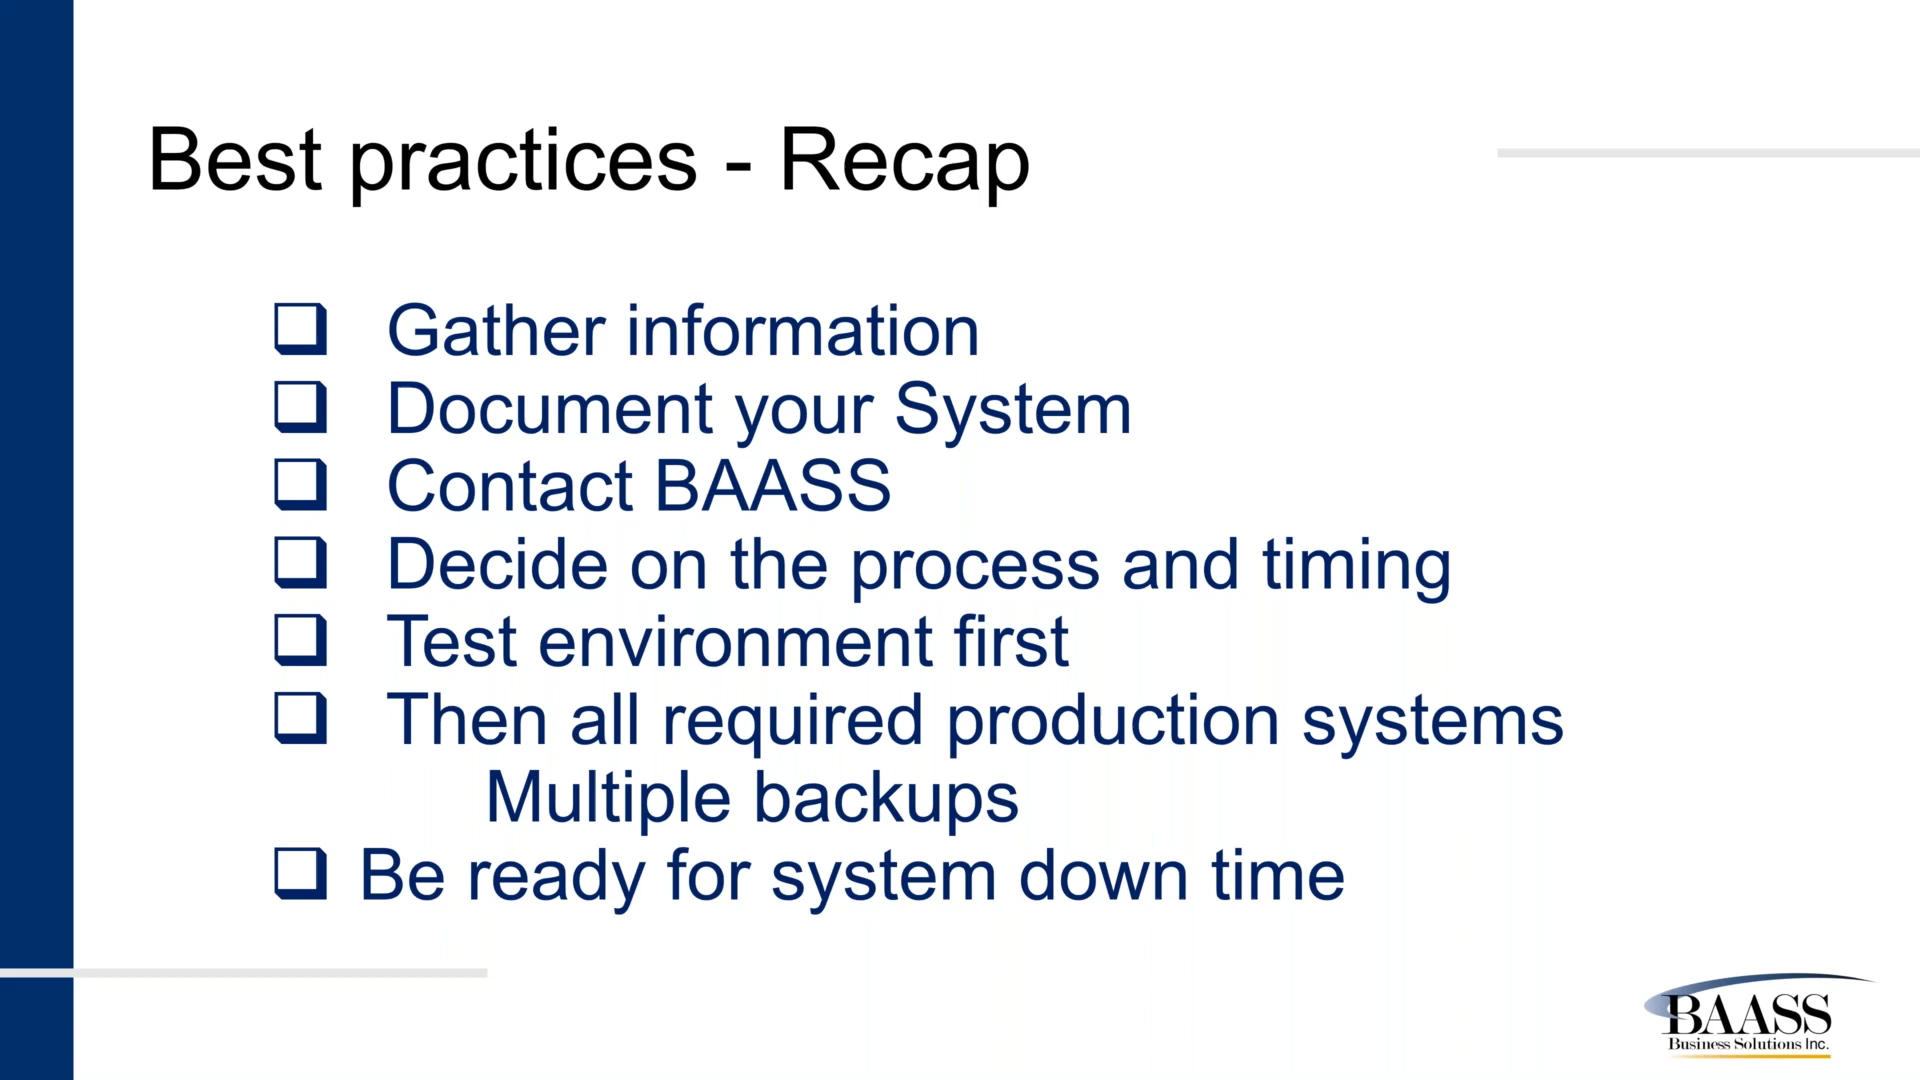 Best practices - Recap
Gather information
Document your System
Contact BAASS
Decide on the process and timing
Test environment first
Then all required production systems
Multiple backups
Be ready for system down time
BAASS
Business Solutions Inc.